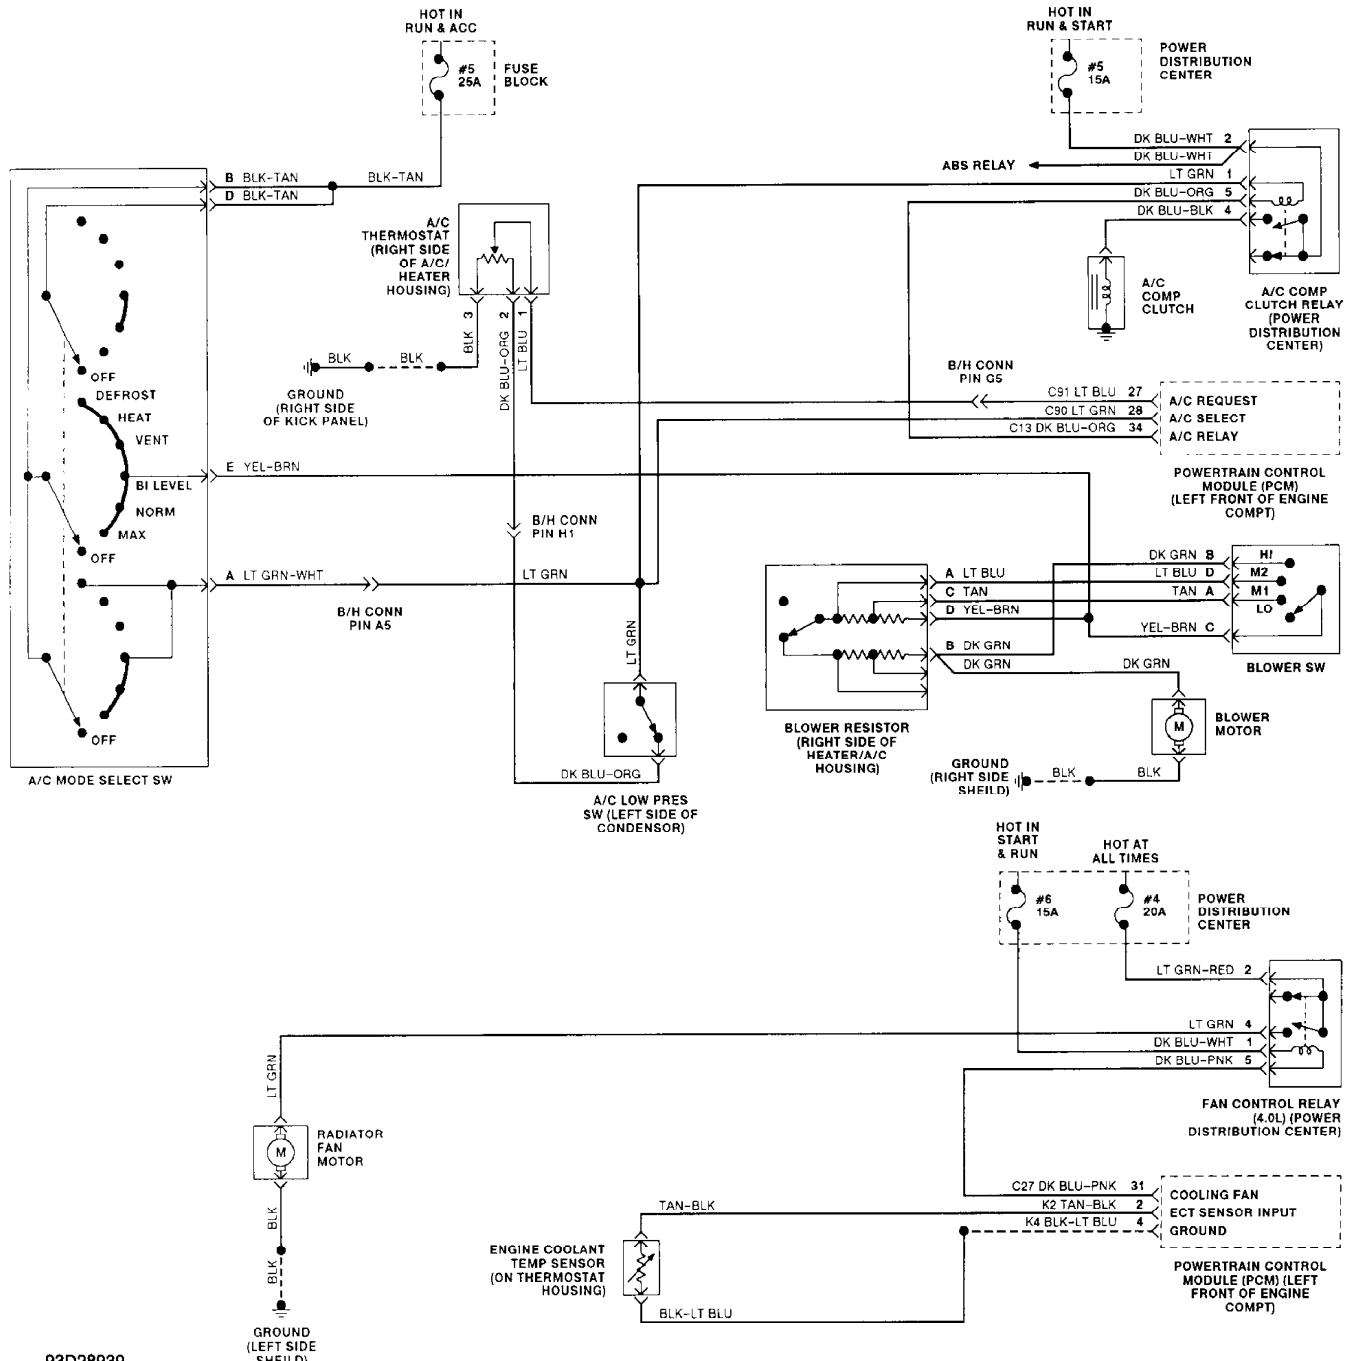 HOT IN
RUN & ACC
#5
25A
FUSE
BLOCK
HOT IN
RUN & START
#5
15A
POWER
DISTRIBUTION
CENTER
DK BLU-WHT 2
DK BLU-WHT
ABS RELAY
LT GRN 1
DK BLU-ORG 5
DK BLU-BLK 4
A/C
COMP
CLUTCH
A/C COMP
CLUTCH RELAY
(POWER
DISTRIBUTION
CENTER)
B BLK-TAN
BLK-TAN
D BLK-TAN
A/C
THERMOSTAT
(RIGHT SIDE
OF A/C/
HEATER
HOUSING)
3
2
1
BLK
DK BLU-ORG
LT BLU
BLK
BLK
GROUND
(RIGHT SIDE
OF KICK PANEL)
B/H CONN
PIN G5
C91 LT BLU 27
C90 LT GRN 28
C13 DK BLU-ORG 34
A/C REQUEST
A/C SELECT
A/C RELAY
POWERTRAIN CONTROL
MODULE (PCM)
(LEFT FRONT OF ENGINE
COMPT)
OFF
DEFROST
HEAT
VENT
BI LEVEL
NORM
MAX
OFF
OFF
A/C MODE SELECT SW
E YEL-BRN
B/H CONN
PIN H1
A LT GRN-WHT
LT GRN
B/H CONN
PIN A5
LT GRN
DK BLU-ORG
A/C LOW PRES
SW (LEFT SIDE OF
CONDENSOR)
A LT BLU
C TAN
D YEL-BRN
B DK GRN
DK GRN
DK GRN
BLOWER RESISTOR
(RIGHT SIDE OF
HEATER/A/C
HOUSING)
DK GRN B
LT BLU D
TAN A
YEL-BRN C
HI
M2
M1
LO
BLOWER SW
M
BLOWER
MOTOR
GROUND
(RIGHT SIDE
SHEILD)
BLK
BLK
HOT IN
START
& RUN
HOT AT
ALL TIMES
#6
15A
#4
20A
POWER
DISTRIBUTION
CENTER
LT GRN-RED 2
LT GRN 4
DK BLU-WHT 1
DK BLU-PNK 5
FAN CONTROL RELAY
(4.0L) (POWER
DISTRIBUTION CENTER)
LT GRN
M
RADIATOR
FAN
MOTOR
BLK
BLK
GROUND
(LEFT SIDE
SHEILD)
TAN-BLK
ENGINE COOLANT
TEMP SENSOR
(ON THERMOSTAT
HOUSING)
BLK-LT BLU
C27 DK BLU-PNK 31
K2 TAN-BLK 2
K4 BLK-LT BLU 4
COOLING FAN
ECT SENSOR INPUT
GROUND
POWERTRAIN CONTROL
MODULE (PCM) (LEFT
FRONT OF ENGINE
COMPT)